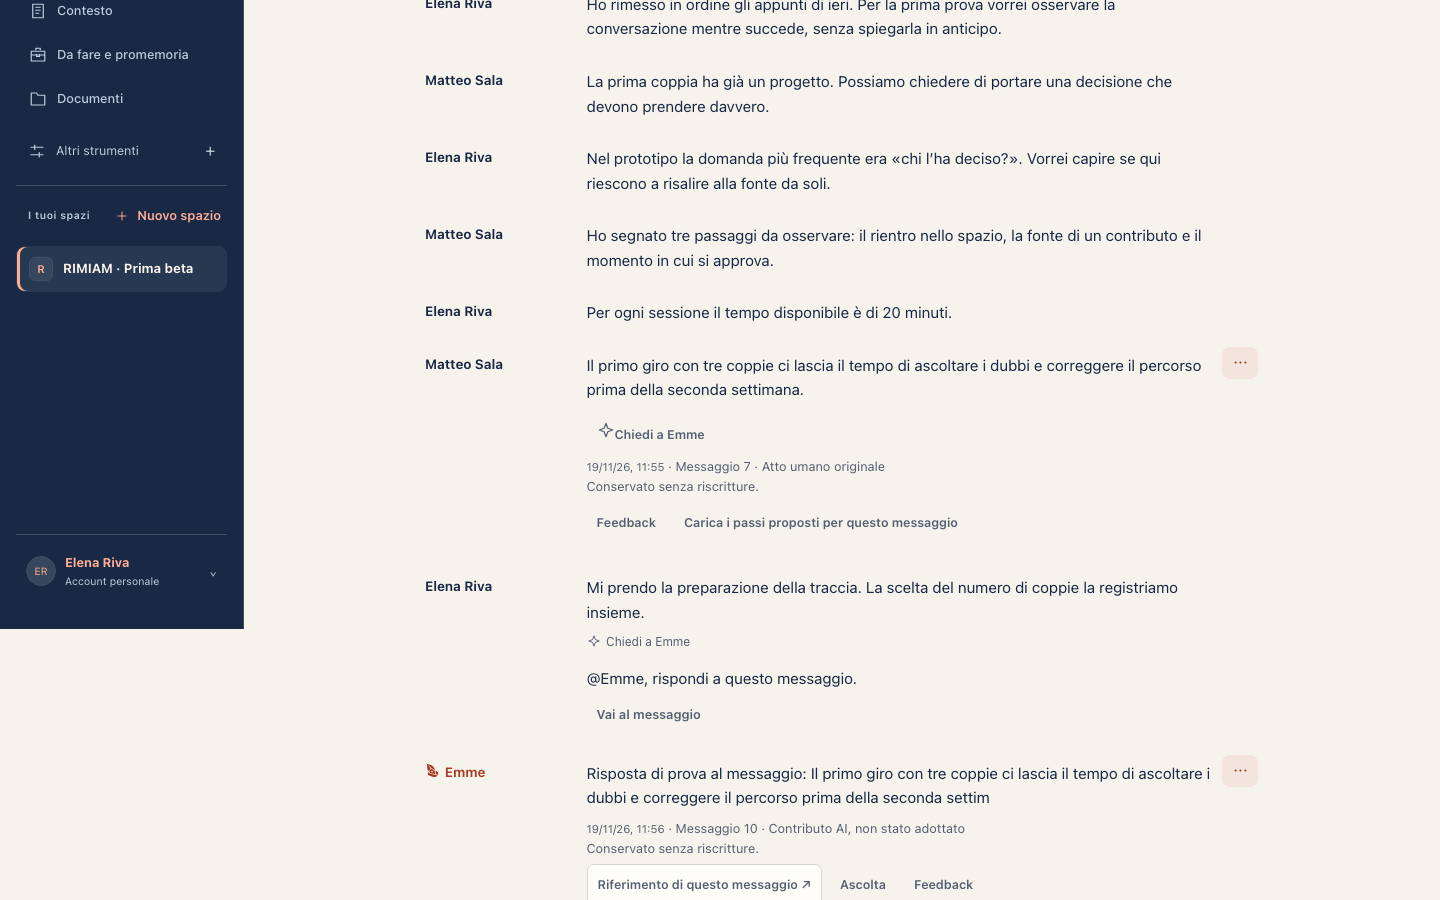 Contesto
Da fare e promemoria
Documenti
Altri strumenti +
I tuoi spazi + Nuovo spazio
R RIMIAM · Prima beta
ER Elena Riva
Account personale
Elena Riva
Ho rimesso in ordine gli appunti di ieri. Per la prima prova vorrei osservare la
conversazione mentre succede, senza spiegarla in anticipo.
Matteo Sala
La prima coppia ha già un progetto. Possiamo chiedere di portare una decisione che
devono prendere davvero.
Elena Riva
Nel prototipo la domanda più frequente era «chi l’ha deciso?». Vorrei capire se qui
riescono a risalire alla fonte da soli.
Matteo Sala
Ho segnato tre passaggi da osservare: il rientro nello spazio, la fonte di un contributo e il
momento in cui si approva.
Elena Riva
Per ogni sessione il tempo disponibile è di 20 minuti.
Matteo Sala
Il primo giro con tre coppie ci lascia il tempo di ascoltare i dubbi e correggere il percorso
prima della seconda settimana.
···
Chiedi a Emme
19/11/26, 11:55 · Messaggio 7 · Atto umano originale
Conservato senza riscritture.
Feedback Carica i passi proposti per questo messaggio
Elena Riva
Mi prendo la preparazione della traccia. La scelta del numero di coppie la registriamo
insieme.
Chiedi a Emme
@Emme, rispondi a questo messaggio.
Vai al messaggio
Emme
Risposta di prova al messaggio: Il primo giro con tre coppie ci lascia il tempo di ascoltare i
dubbi e correggere il percorso prima della seconda settim
···
19/11/26, 11:56 · Messaggio 10 · Contributo AI, non stato adottato
Conservato senza riscritture.
Riferimento di questo messaggio ↗ Ascolta Feedback